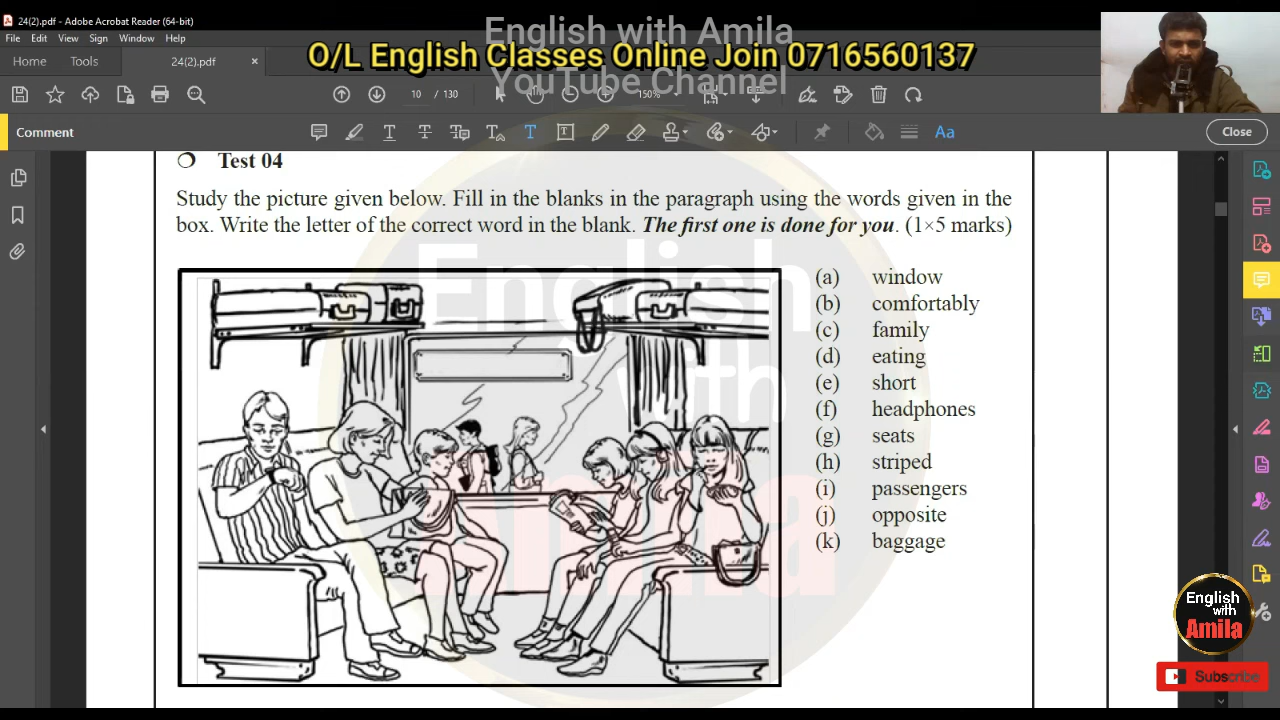 24(2).pdf - Adobe Acrobat Reader (64-bit)
English with Amila
File Edit View Sign Window Help
O/L English Classes Online Join 0716560137
Home Tools 24(2).pdf ×
YouTube Channel
10 / 130 150%
Comment
Close
Test 04
Study the picture given below. Fill in the blanks in the paragraph using the words given in the
box. Write the letter of the correct word in the blank. The first one is done for you. (1×5 marks)
(a) window
(b) comfortably
(c) family
(d) eating
(e) short
(f) headphones
(g) seats
(h) striped
(i) passengers
(j) opposite
(k) baggage
English
with
Amila
English
with
Amila
Subscribe